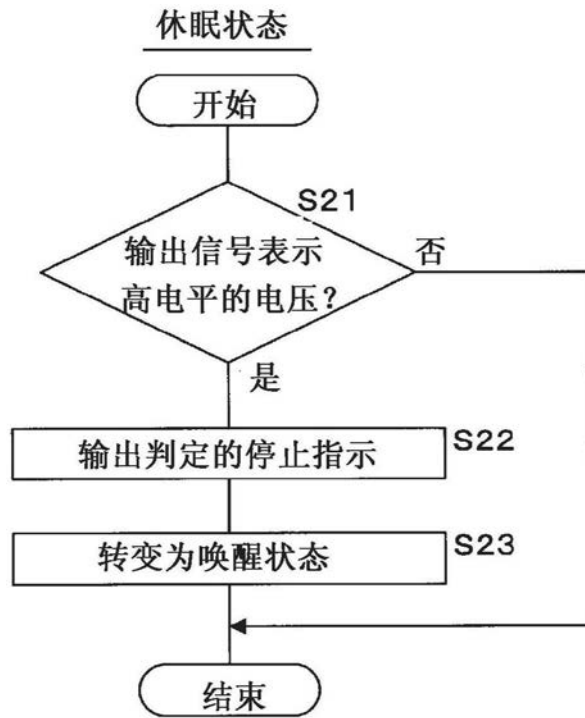 休眠状态
开始
S21
输出信号表示
高电平的电压？
否
是
输出判定的停止指示
S22
转变为唤醒状态
S23
结束